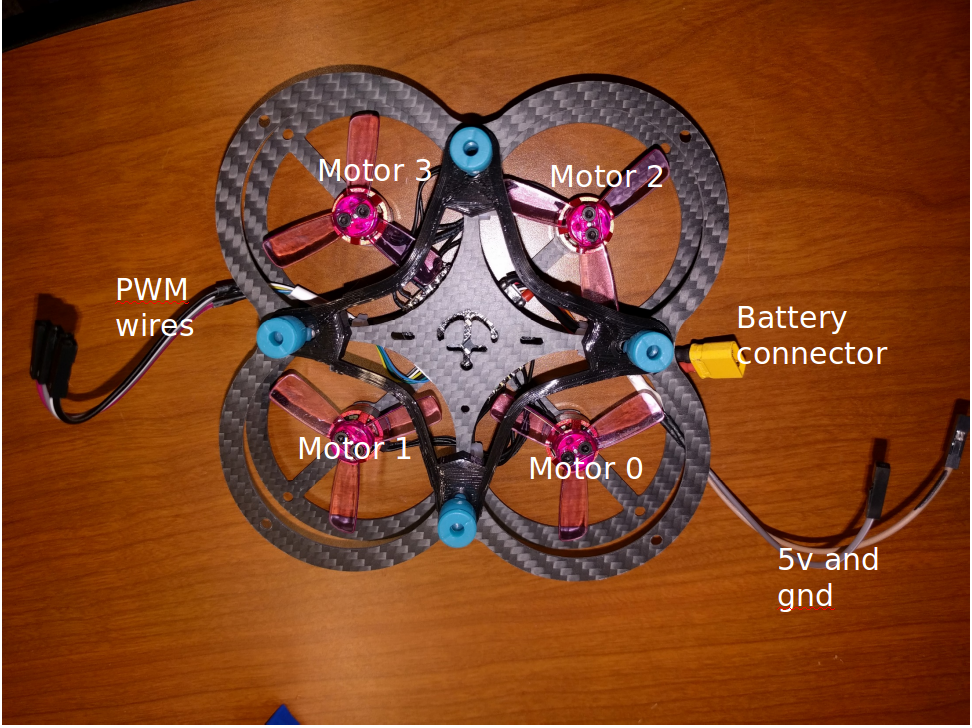 Motor 3
Motor 2
PWM
wires
Battery
connector
Motor 1
Motor 0
5v and
gnd